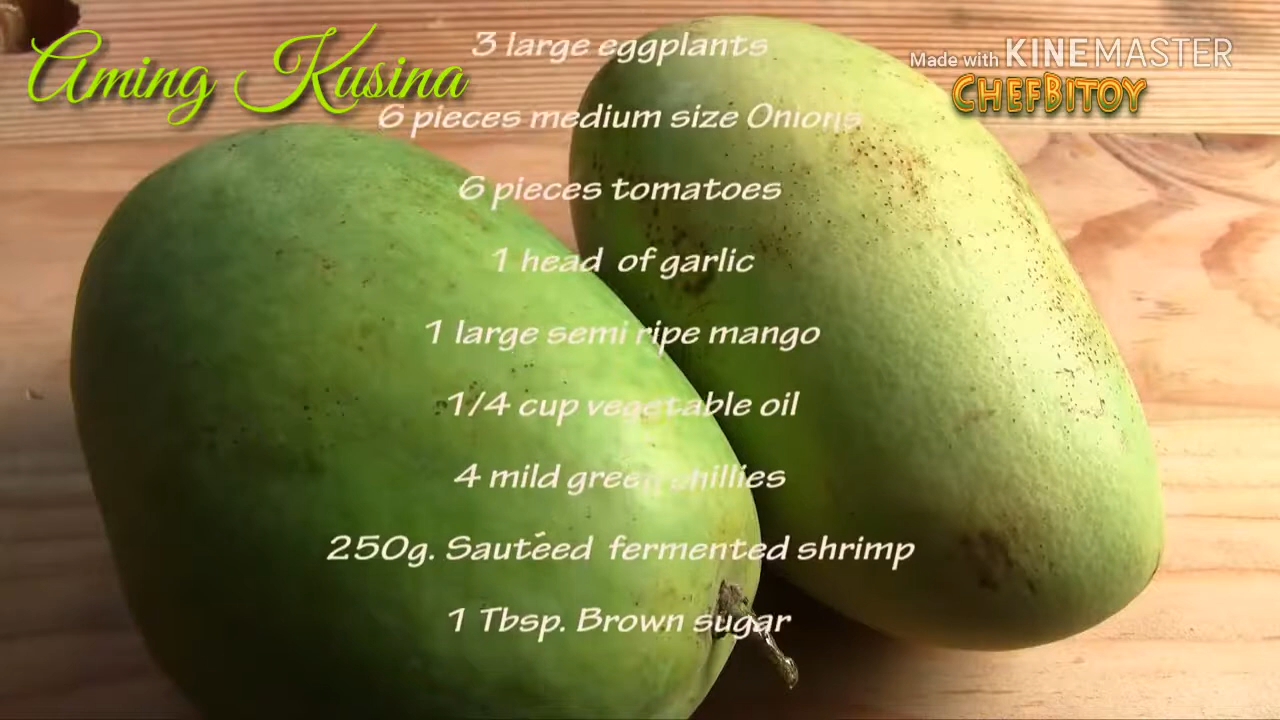 Aming Kusina
Made with KINEMASTER
CHEFBITOY
3 large eggplants
6 pieces medium size Onions
6 pieces tomatoes
1 head of garlic
1 large semi ripe mango
1/4 cup vegetable oil
4 mild green chillies
250g. Sautéed fermented shrimp
1 Tbsp. Brown sugar